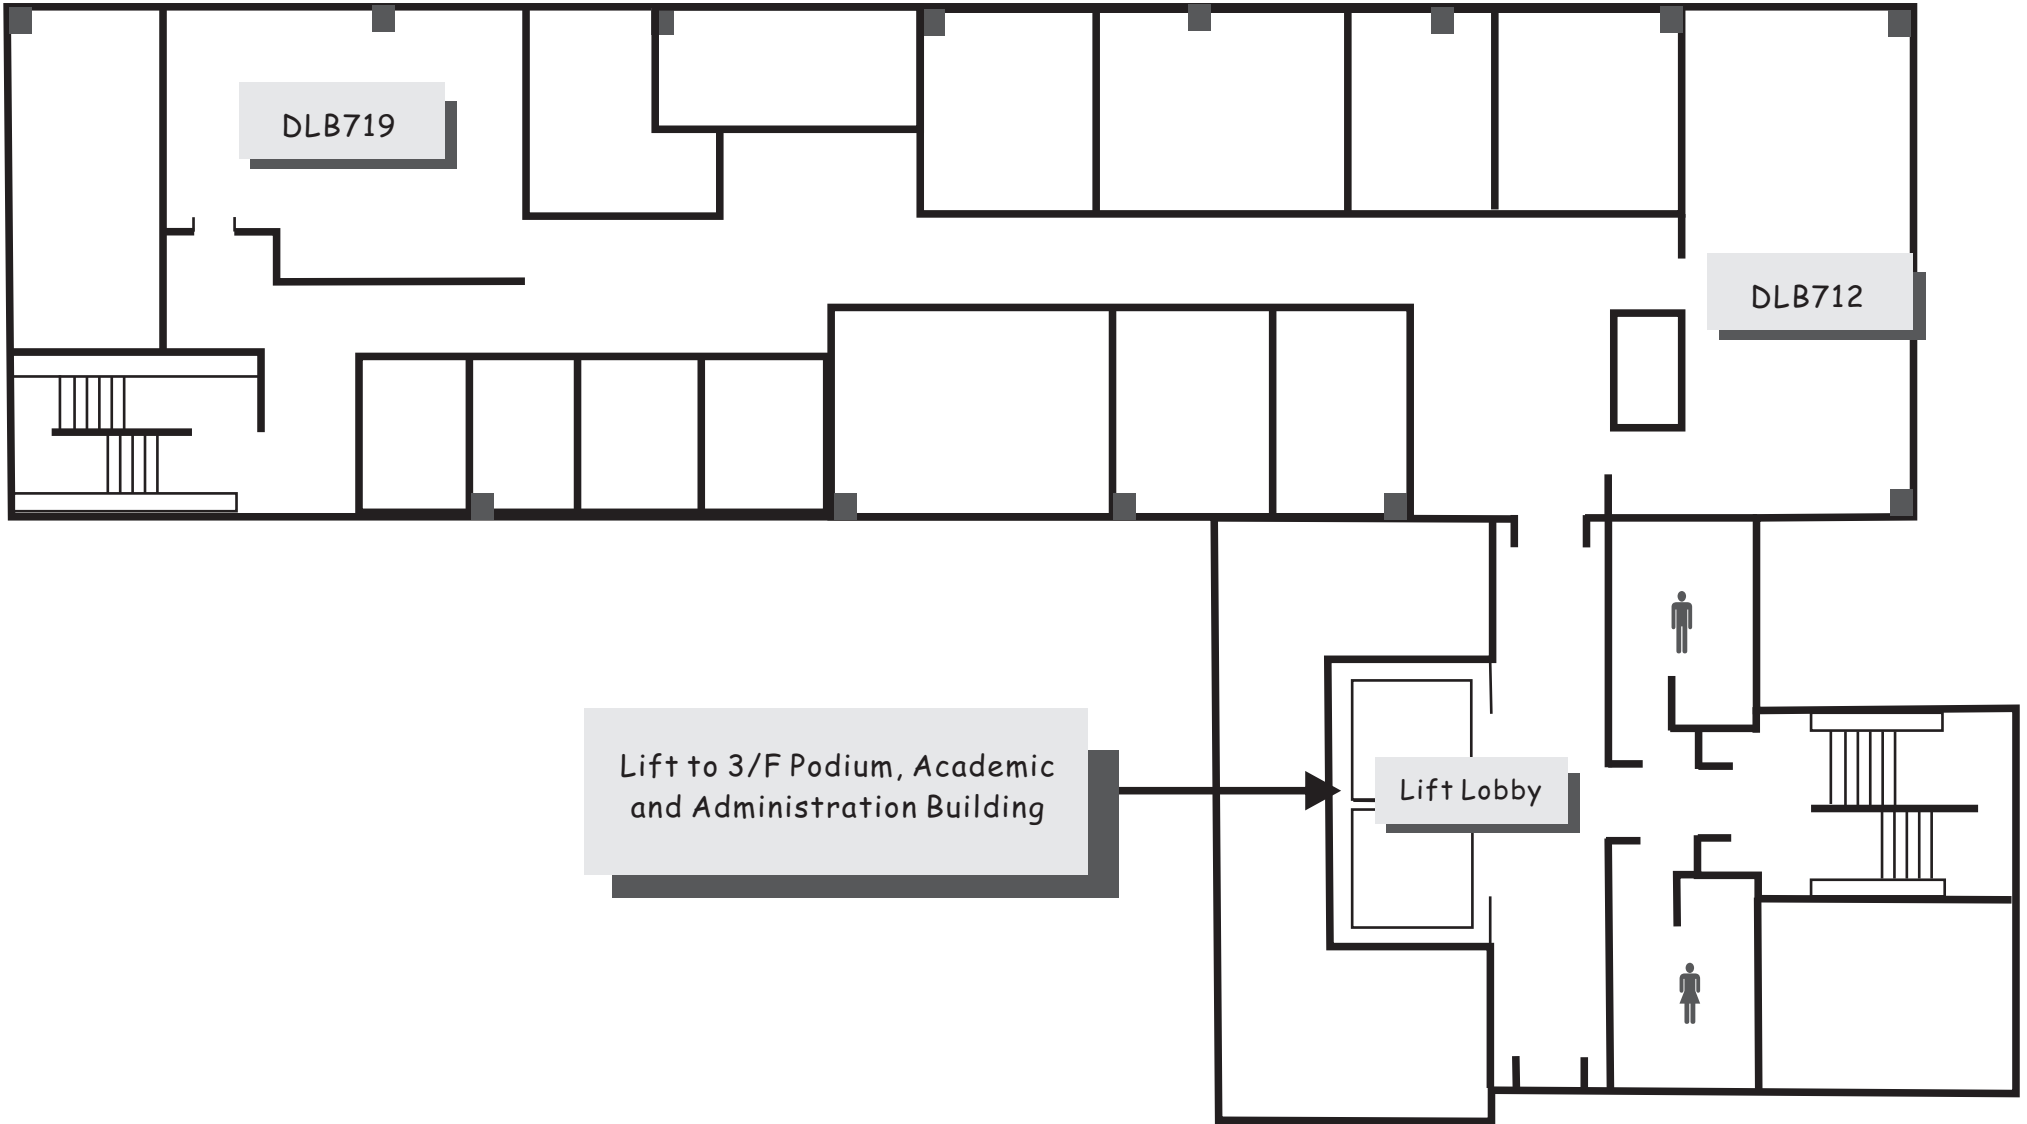 DLB719
DLB712
Lift to 3/F Podium, Academic
and Administration Building
Lift Lobby